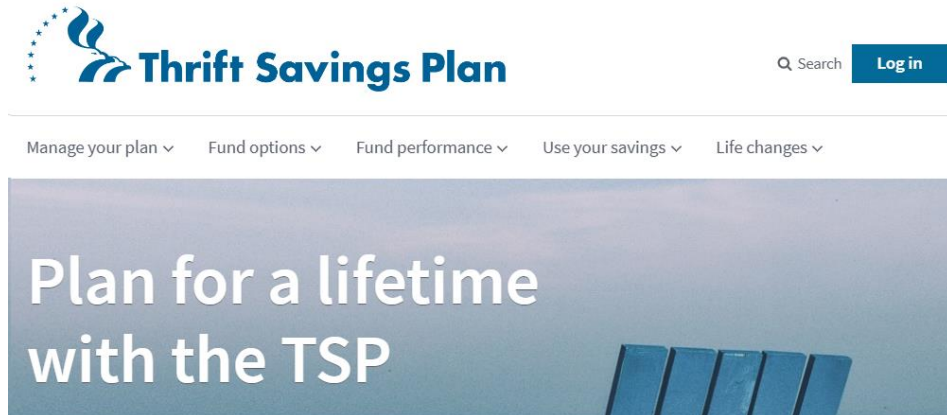 Thrift Savings Plan
Search
Log in
Manage your plan
Fund options
Fund performance
Use your savings
Life changes
Plan for a lifetime
with the TSP